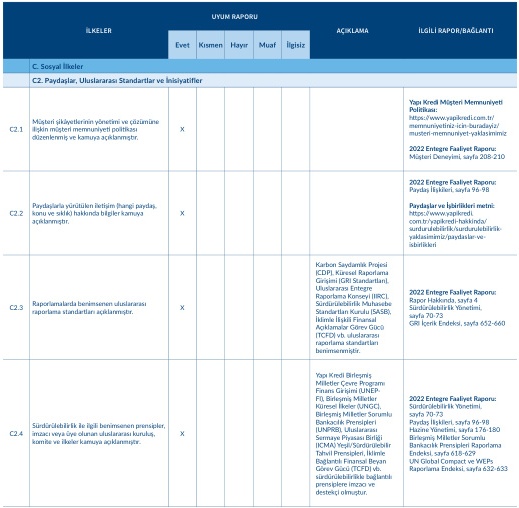 UYUM RAPORU
İLKELER
AÇIKLAMA
İLGİLİ RAPOR/BAĞLANTI
Evet
Kısmen
Hayır
Muaf
İlgisiz
C. Sosyal İlkeler
C2. Paydaşlar, Uluslararası Standartlar ve İnisiyatifler
C2.1
Müşteri şikâyetlerinin yönetimi ve çözümüne
ilişkin müşteri memnuniyeti politikası
düzenlenmiş ve kamuya açıklanmıştır.
X
Yapı Kredi Müşteri Memnuniyeti
Politikası:
https://www.yapikredi.com.tr/
memnuniyetiniz-icin-buradayiz/
musteri-memnuniyet-yaklasimimiz
2022 Entegre Faaliyet Raporu:
Müşteri Deneyimi, sayfa 208-210
C2.2
Paydaşlarla yürütülen iletişim (hangi paydaş,
konu ve sıklık) hakkında bilgiler kamuya
açıklanmıştır.
X
2022 Entegre Faaliyet Raporu:
Paydaş İlişkileri, sayfa 96-98
Paydaşlar ve İşbirlikleri metni:
https://www.yapikredi.
com.tr/yapikredi-hakkinda/
surdurulebilirlik/surdurulebilirlik-
yaklasimimiz/paydaslar-ve-
isbirlikleri
C2.3
Raporlamalarda benimsenen uluslararası
raporlama standartları açıklanmıştır.
X
Karbon Saydamlık Projesi
(CDP), Küresel Raporlama
Girişimi (GRI Standartları),
Uluslararası Entegre
Raporlama Konseyi (IIRC),
Sürdürülebilirlik Muhasebe
Standartları Kurulu (SASB),
İklimle İlişkili Finansal
Açıklamalar Görev Gücü
(TCFD) vb. uluslararası
raporlama standartları
benimsenmiştir.
2022 Entegre Faaliyet Raporu:
Rapor Hakkında, sayfa 4
Sürdürülebilirlik Yönetimi,
sayfa 70-73
GRI İçerik Endeksi, sayfa 652-660
C2.4
Sürdürülebilirlik ile ilgili benimsenen prensipler,
imzacı veya üye olunan uluslararası kuruluş,
komite ve ilkeler kamuya açıklanmıştır.
X
Yapı Kredi Birleşmiş
Milletler Çevre Programı
Finans Girişimi (UNEP-
FI), Birleşmiş Milletler
Küresel İlkeler (UNGC),
Birleşmiş Milletler Sorumlu
Bankacılık Prensipleri
(UNPRB), Uluslararası
Sermaye Piyasası Birliği
(ICMA) Yeşil/Sürdürülebilir
Tahvil Prensipleri, İklimle
Bağlantılı Finansal Beyan
Görev Gücü (TCFD) vb.
sürdürülebilirlikle bağlantılı
prensiplere imzacı ve
destekçi olmuştur.
2022 Entegre Faaliyet Raporu:
Sürdürülebilirlik Yönetimi,
sayfa 70-73
Paydaş İlişkileri, sayfa 96-98
Hazine Yönetimi, sayfa 176-180
Birleşmiş Milletler Sorumlu
Bankacılık Prensipleri Raporlama
Endeksi, sayfa 618-629
UN Global Compact ve WEPs
Raporlama Endeksi, sayfa 632-633